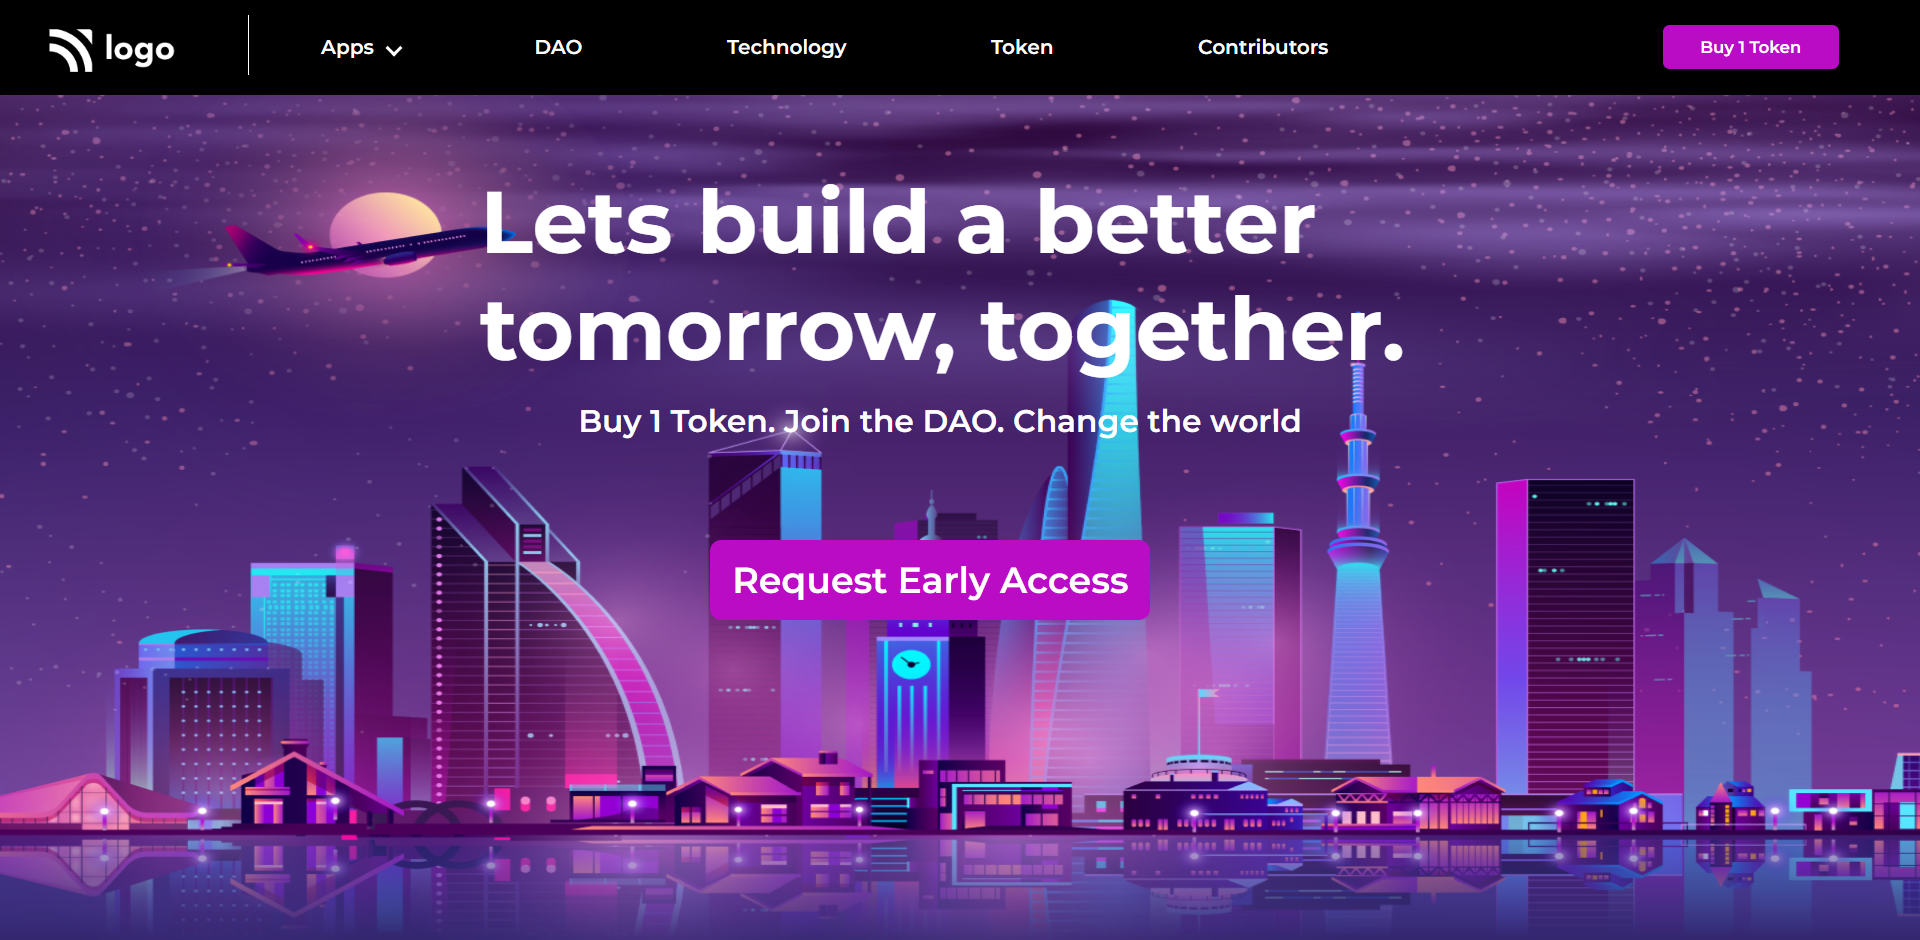 logo
Apps
DAO
Technology
Token
Contributors
Buy 1 Token
Lets build a better
tomorrow, together.
Buy 1 Token. Join the DAO. Change the world
Request Early Access